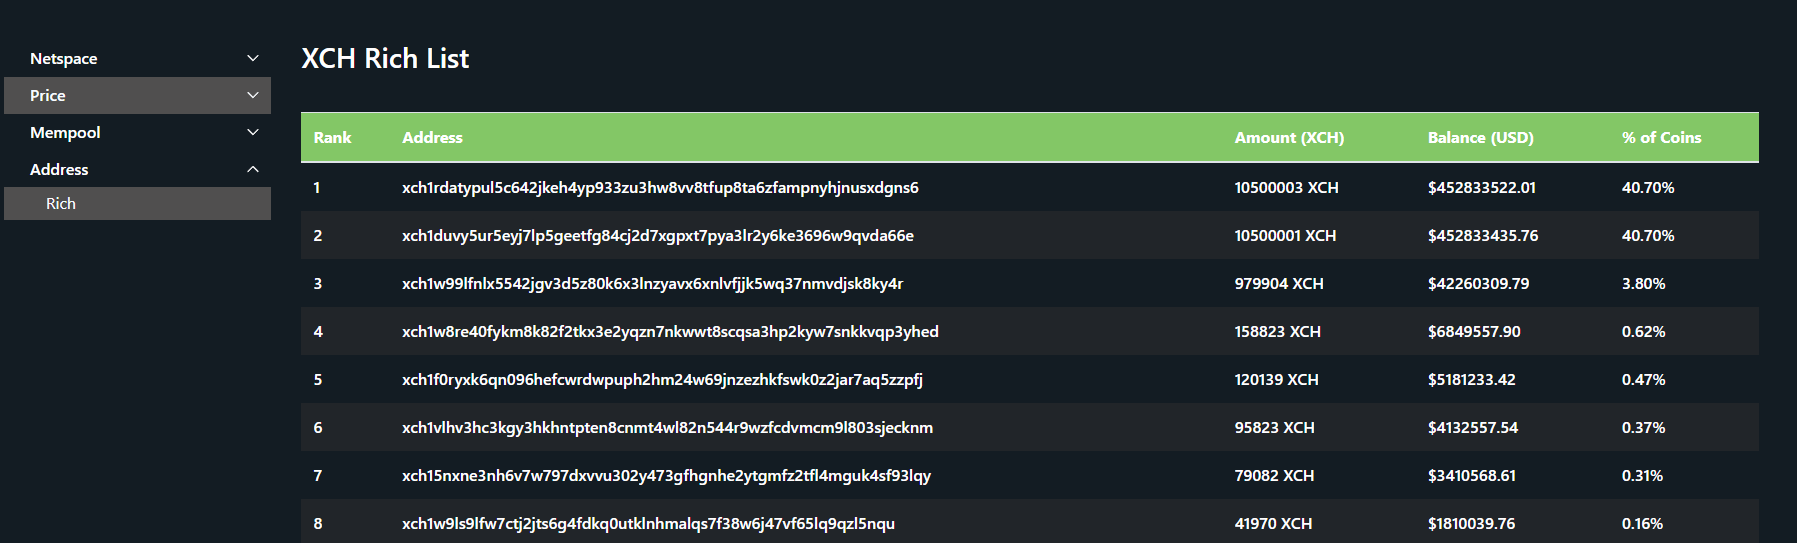 XCH Rich List
Netspace
Price
Mempool
Address
Rich
Rank Address Amount (XCH) Balance (USD) % of Coins
1 xch1rdatypul5c642jkeh4yp933zu3hw8vv8tfup8ta6zfampnyhjnusxdgns6 10500003 XCH $452833522.01 40.70%
2 xch1duvy5ur5eyj7lp5geetfg84cj2d7xgpxt7pya3lr2y6ke3696w9qvda66e 10500001 XCH $452833435.76 40.70%
3 xch1w99lfnlx5542jgv3d5z80k6x3lnzyavx6xnlvfjjk5wq37nmvdjsk8ky4r 979904 XCH $42260309.79 3.80%
4 xch1w8re40fykm8k82f2tkx3e2yqzn7nkwwt8scqsa3hp2kyw7snkkvqp3yhed 158823 XCH $6849557.90 0.62%
5 xch1f0ryxk6qn096hefcwrdwpuph2hm24w69jnzezhkfswk0z2jar7aq5zzpfj 120139 XCH $5181233.42 0.47%
6 xch1vlhv3hc3kgy3hkhntpten8cnmt4wl82n544r9wzfcdvmcm9l803sjecknm 95823 XCH $4132557.54 0.37%
7 xch15nxne3nh6v7w797dxvvu302y473gfhgnhe2ytgmfz2tfl4mguk4sf93lqy 79082 XCH $3410568.61 0.31%
8 xch1w9ls9lfw7ctj2jts6g4fdkq0utklnhmalqs7f38w6j47vf65lq9qzl5nqu 41970 XCH $1810039.76 0.16%